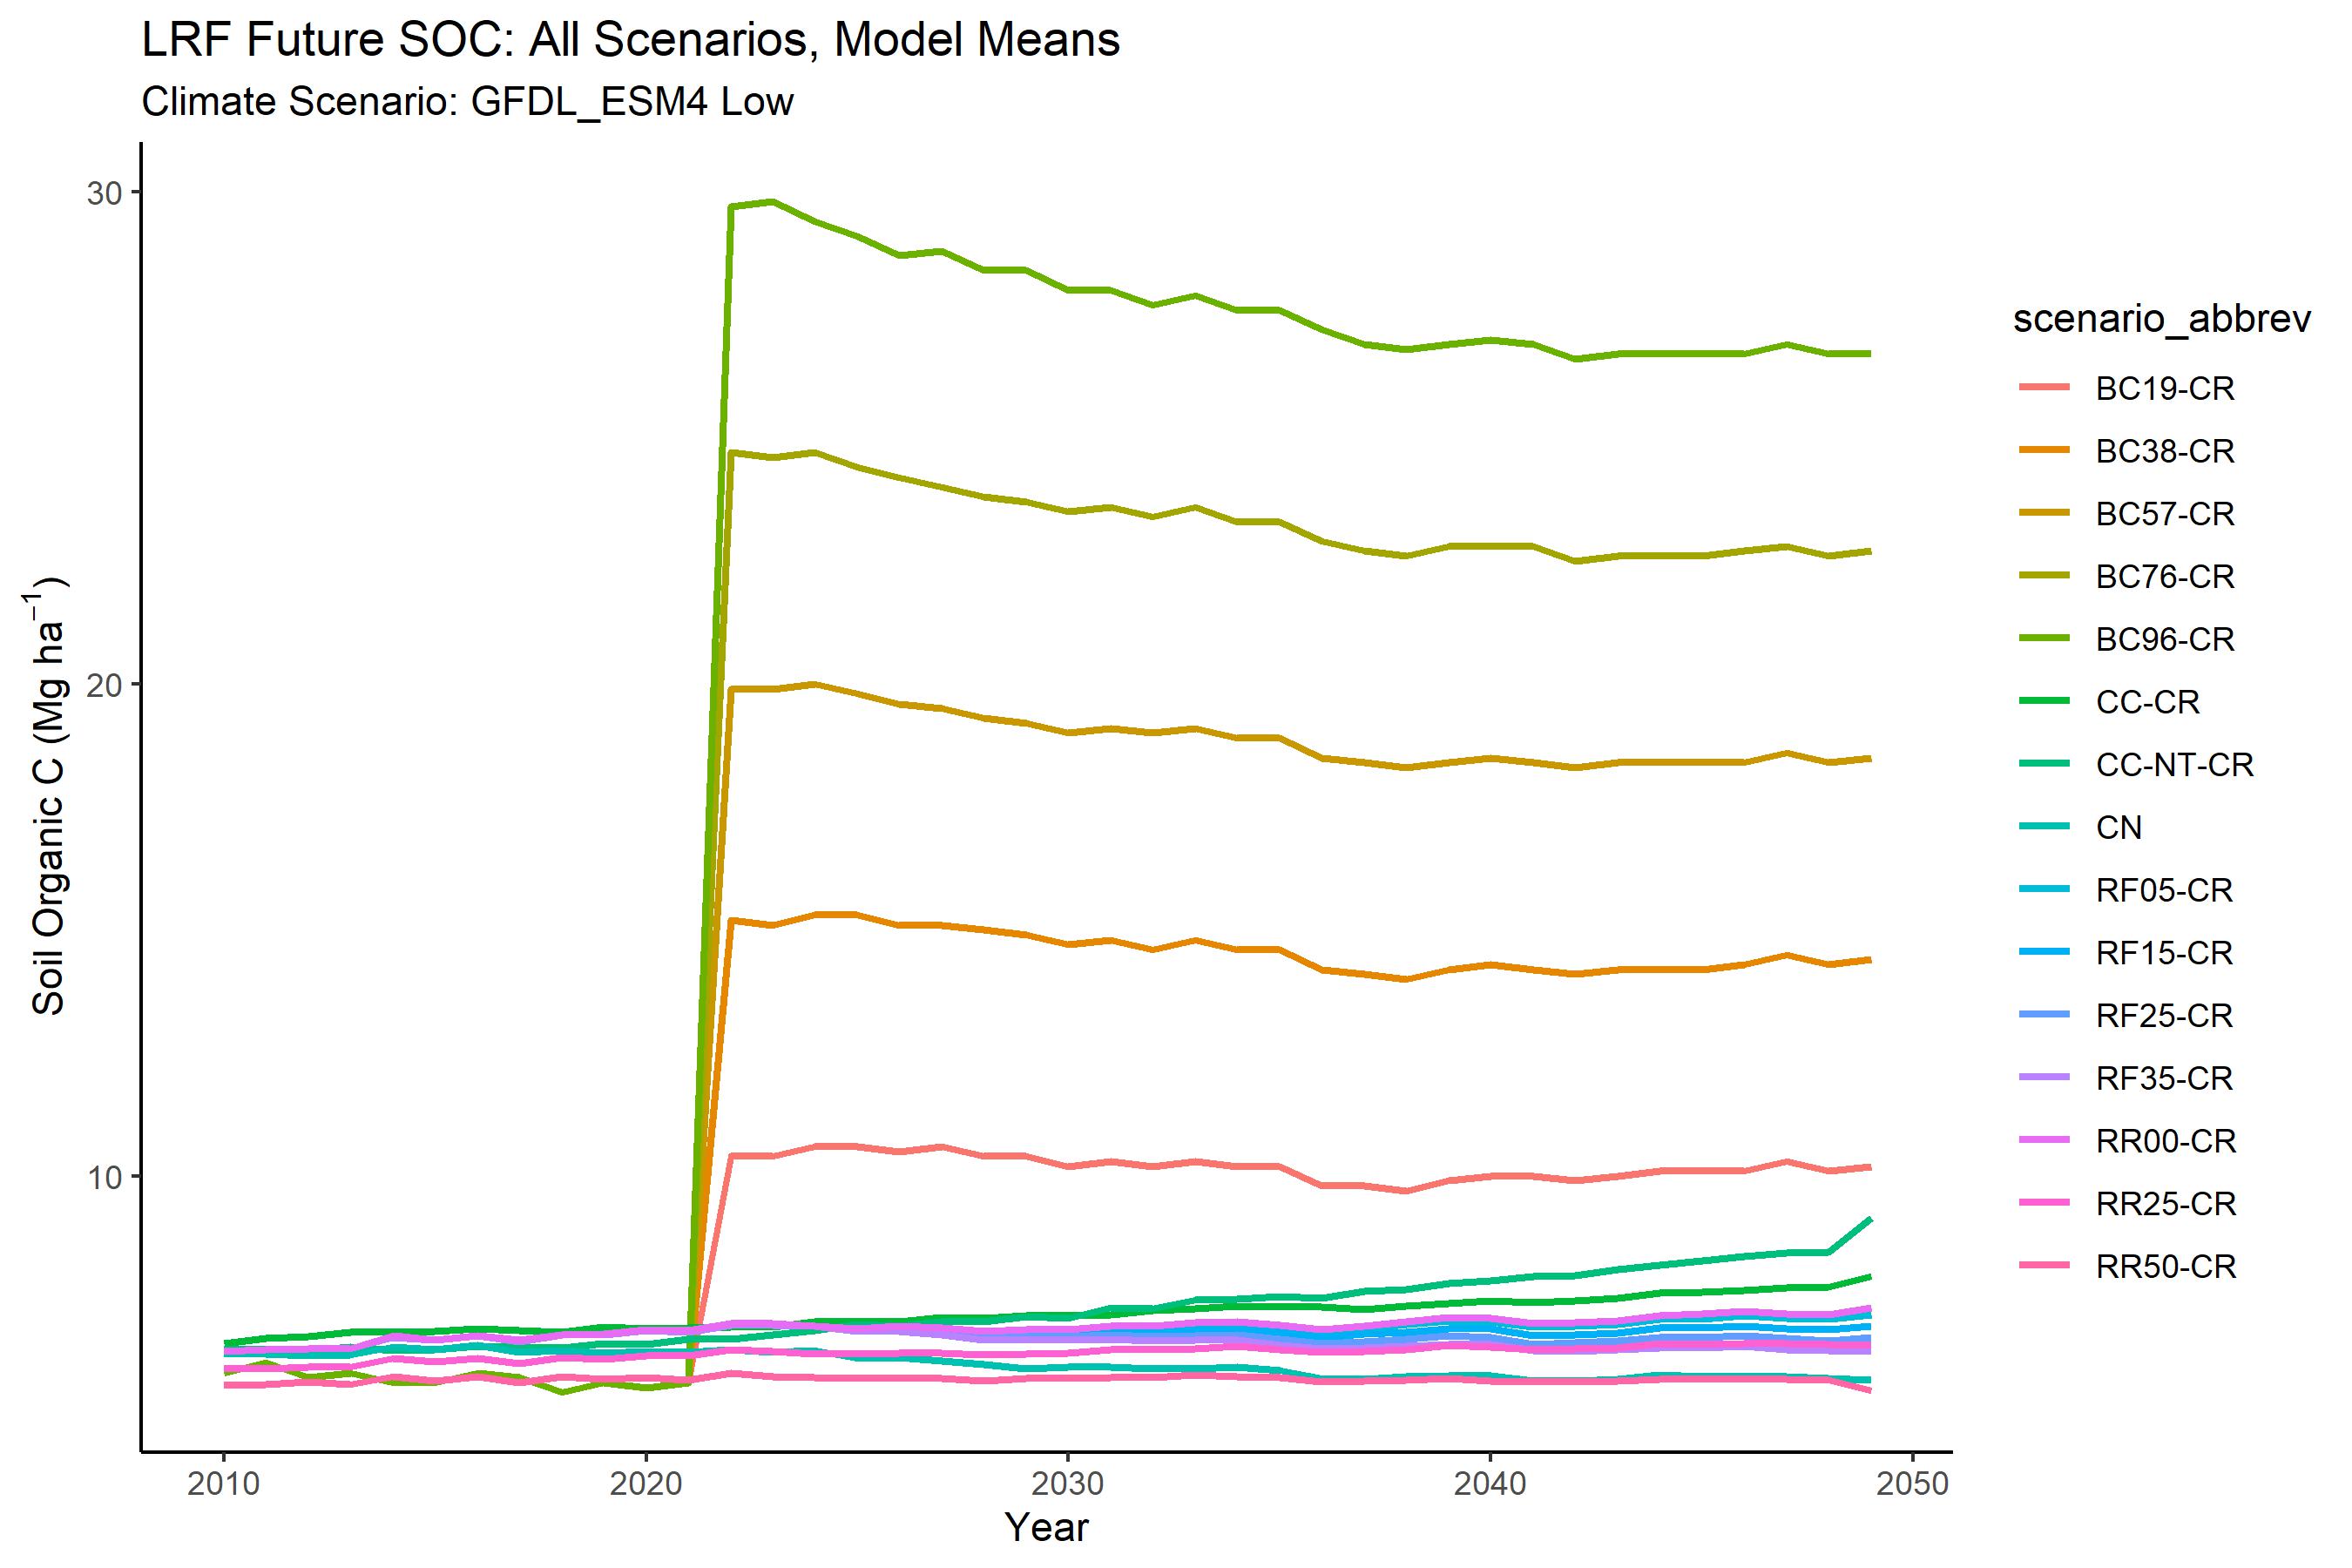 LRF Future SOC: All Scenarios, Model Means
Climate Scenario: GFDL_ESM4 Low
Soil Organic C (Mg ha⁻¹)
30
20
10
2010
2020
2030
2040
2050
Year
scenario_abbrev
BC19-CR
BC38-CR
BC57-CR
BC76-CR
BC96-CR
CC-CR
CC-NT-CR
CN
RF05-CR
RF15-CR
RF25-CR
RF35-CR
RR00-CR
RR25-CR
RR50-CR